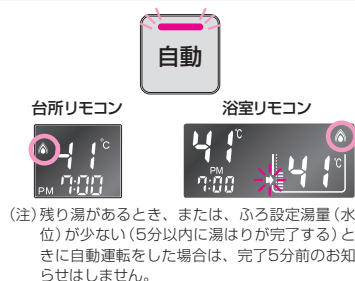 自動
台所リモコン 浴室リモコン
41℃
PM 7:00
41℃
PM
7:00
41℃
(注)残り湯があるとき、または、ふろ設定湯量(水
位)が少ない(5分以内に湯はりが完了する)と
きに自動運転をした場合は、完了5分前のお知
らせはしません。